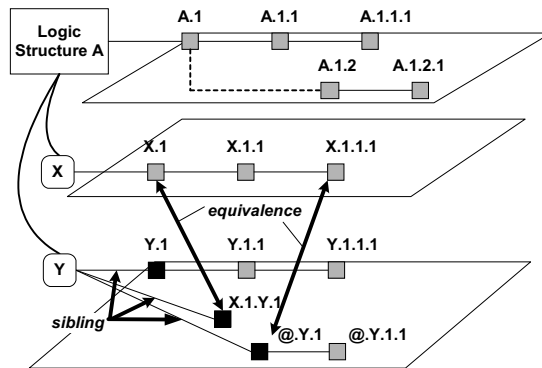 Logic
Structure A
A.1 A.1.1 A.1.1.1
A.1.2 A.1.2.1
X
X.1 X.1.1 X.1.1.1
equivalence
Y
Y.1 Y.1.1 Y.1.1.1
X.1.Y.1
sibling
@.Y.1 @.Y.1.1